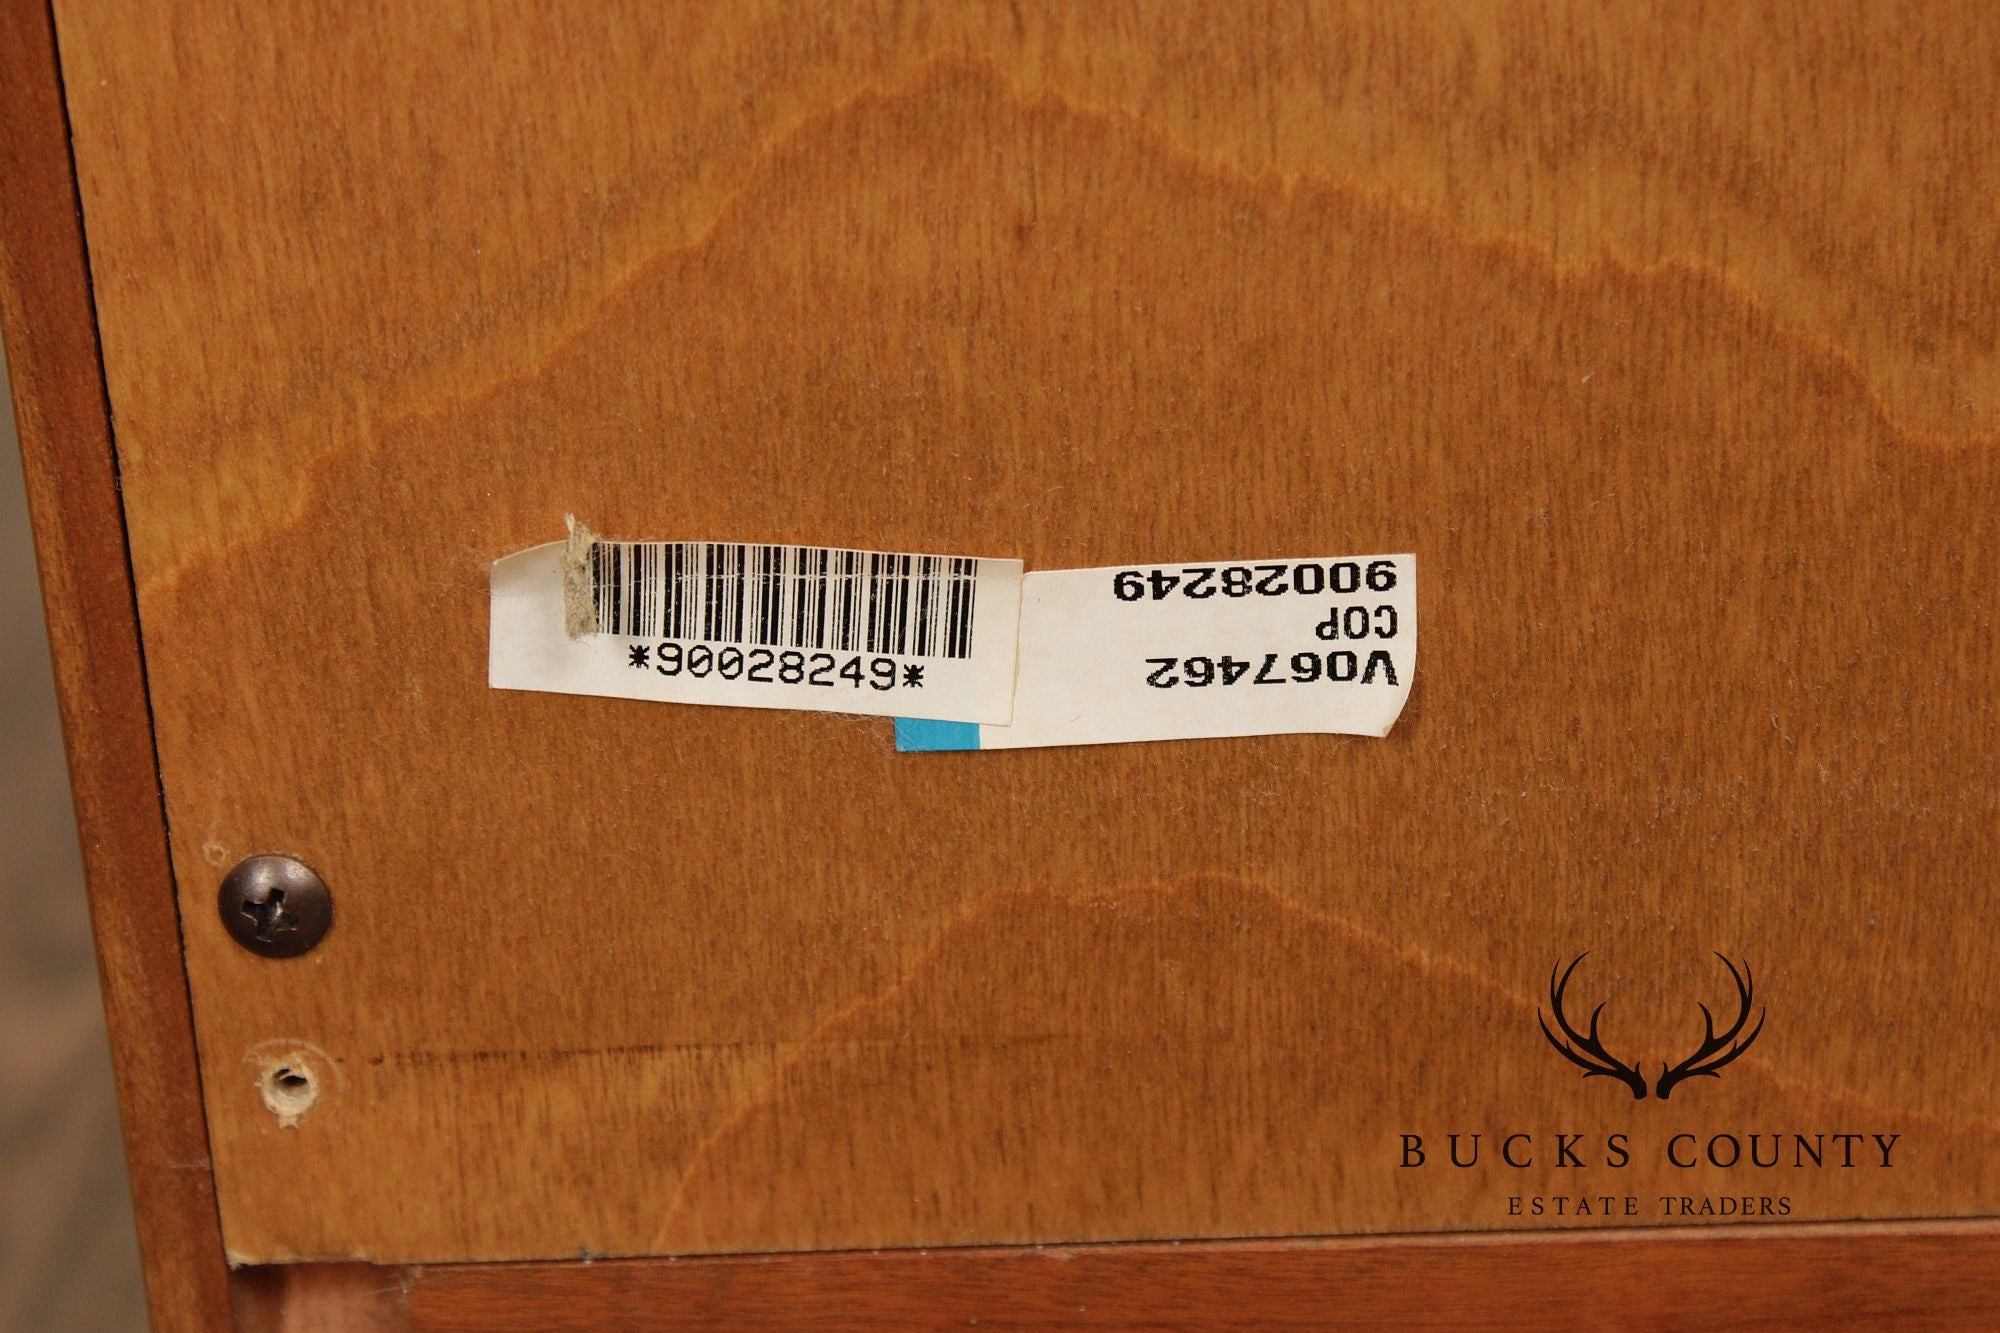 *90028249*
V067462
COP
90028249
BUCKS COUNTY
ESTATE TRADERS